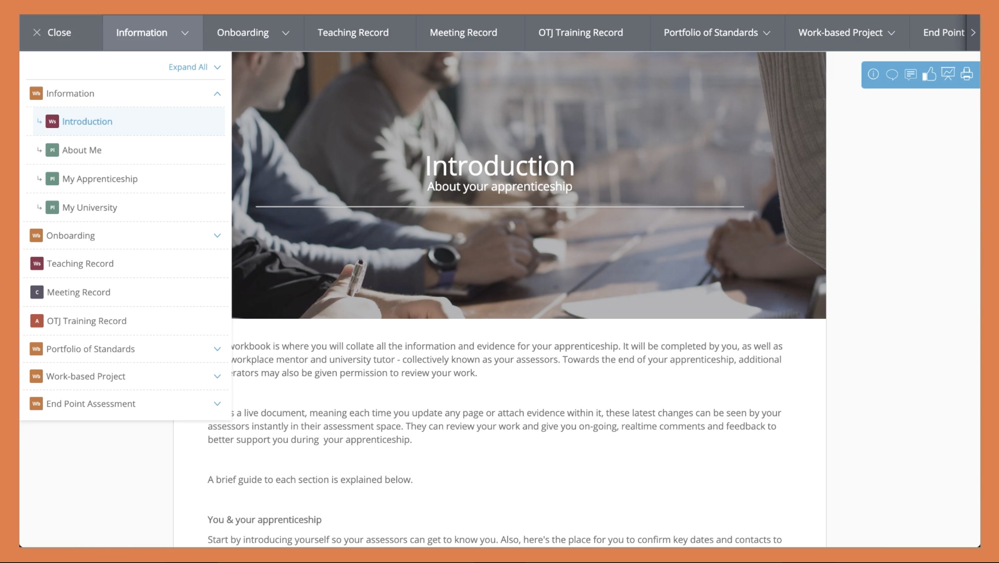 Close
Information
Onboarding
Teaching Record
Meeting Record
OTJ Training Record
Portfolio of Standards
Work-based Project
End Point
Expand All
Wb Information
Ws Introduction
Pl About Me
Pl My Apprenticeship
Pl My University
Wb Onboarding
Ws Teaching Record
C Meeting Record
A OTJ Training Record
Wb Portfolio of Standards
Wb Work-based Project
Wb End Point Assessment
Introduction
About your apprenticeship
is where you will collate all the information and evidence for your apprenticeship. It will be completed by you, as well as
workplace mentor and university tutor - collectively known as your assessors. Towards the end of your apprenticeship, additional
may also be given permission to review your work.
a live document, meaning each time you update any page or attach evidence within it, these latest changes can be seen by your
assessors instantly in their assessment space. They can review your work and give you on-going, realtime comments and feedback to
better support you during  your apprenticeship.
A brief guide to each section is explained below.
You & your apprenticeship
Start by introducing yourself so your assessors can get to know you. Also, here's the place for you to confirm key dates and contacts to